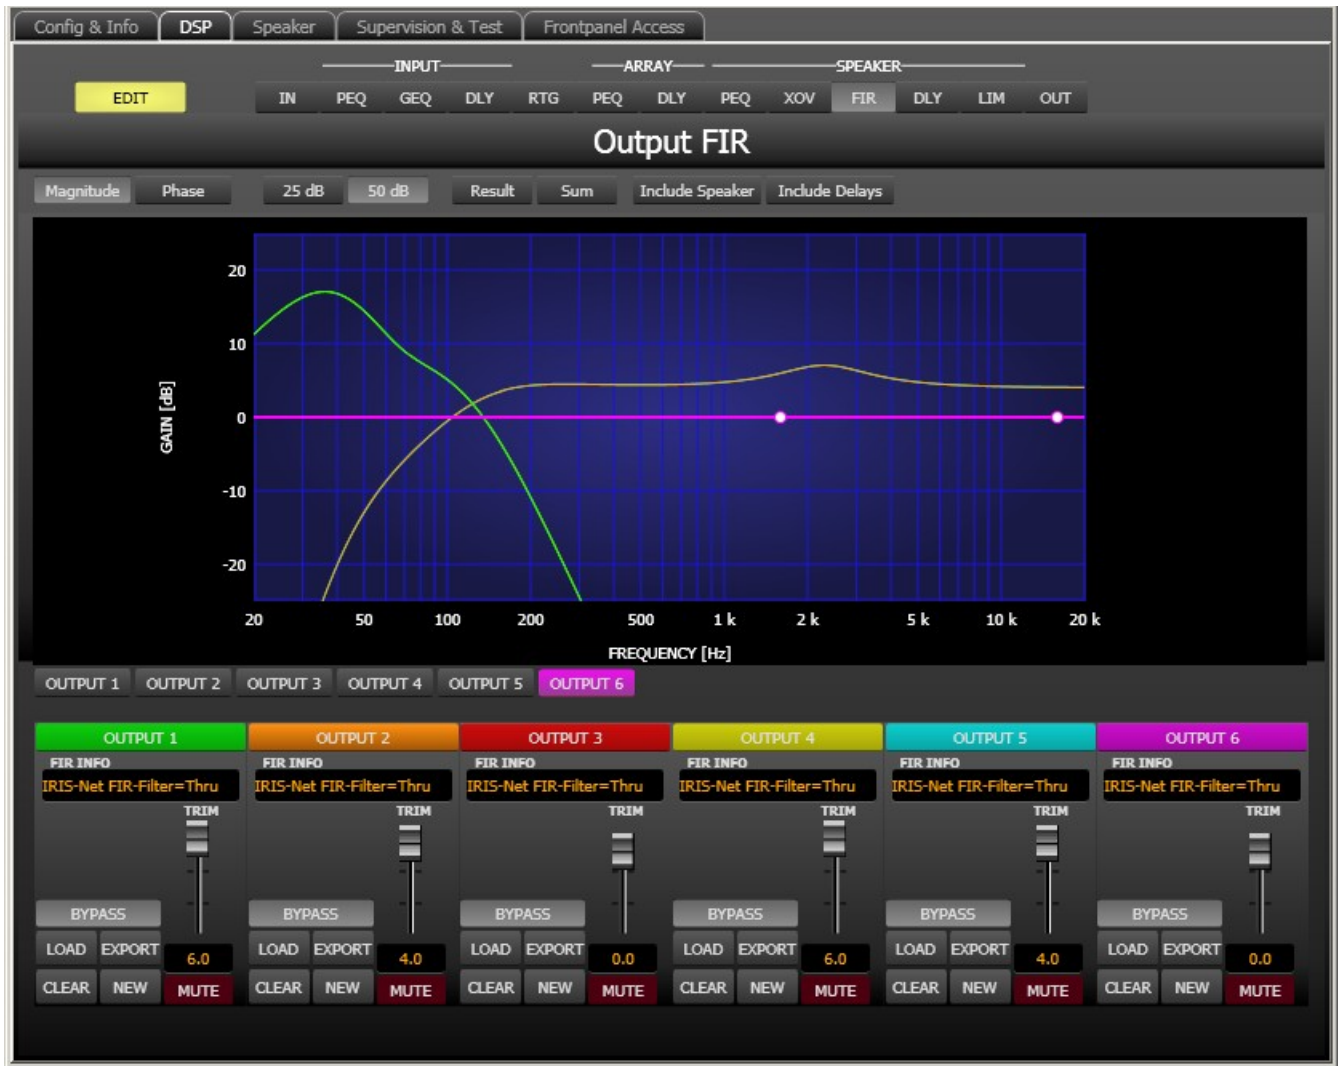 Config & Info DSP Speaker Supervision & Test Frontpanel Access
INPUT ARRAY SPEAKER
EDIT IN PEQ GEQ DLY RTG PEQ DLY PEQ XOV FIR DLY LIM OUT
Output FIR
Magnitude Phase 25 dB 50 dB Result Sum Include Speaker Include Delays
20
10
GAIN [dB]
0
-10
-20
20 50 100 200 500 1 k 2 k 5 k 10 k 20 k
FREQUENCY [Hz]
OUTPUT 1 OUTPUT 2 OUTPUT 3 OUTPUT 4 OUTPUT 5 OUTPUT 6
OUTPUT 1 OUTPUT 2 OUTPUT 3 OUTPUT 4 OUTPUT 5 OUTPUT 6
FIR INFO FIR INFO FIR INFO FIR INFO FIR INFO FIR INFO
IRIS-Net FIR-Filter=Thru IRIS-Net FIR-Filter=Thru IRIS-Net FIR-Filter=Thru IRIS-Net FIR-Filter=Thru IRIS-Net FIR-Filter=Thru IRIS-Net FIR-Filter=Thru
TRIM TRIM TRIM TRIM TRIM TRIM
BYPASS BYPASS BYPASS BYPASS BYPASS BYPASS
LOAD EXPORT 6.0 LOAD EXPORT 4.0 LOAD EXPORT 0.0 LOAD EXPORT 6.0 LOAD EXPORT 4.0 LOAD EXPORT 0.0
CLEAR NEW MUTE CLEAR NEW MUTE CLEAR NEW MUTE CLEAR NEW MUTE CLEAR NEW MUTE CLEAR NEW MUTE